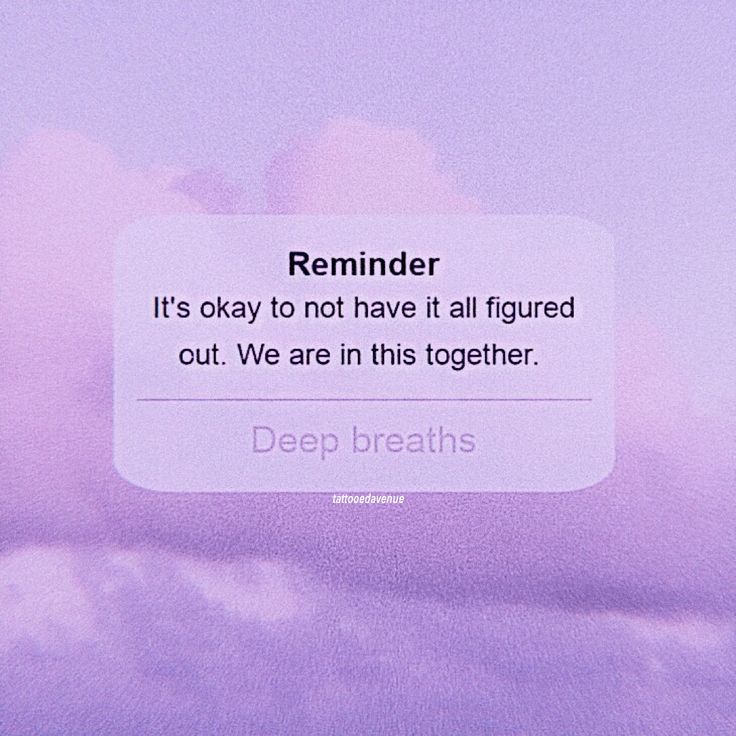 Reminder
It's okay to not have it all figured
out. We are in this together.
Deep breaths
tattooedavenue